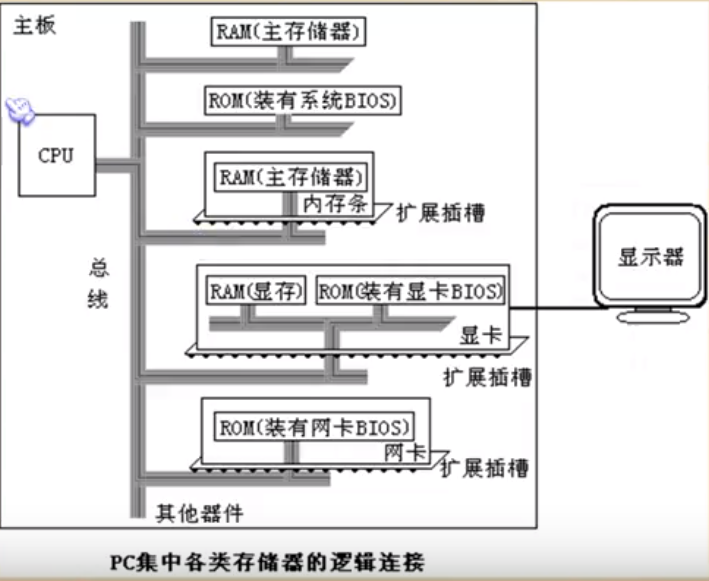 主板
RAM(主存储器)
ROM(装有系统BIOS)
CPU
RAM(主存储器)
内存条
扩展插槽
总
线
RAM(显存)
ROM(装有显卡BIOS)
显卡
扩展插槽
显示器
ROM(装有网卡BIOS)
网卡
扩展插槽
其他器件
PC集中各类存储器的逻辑连接